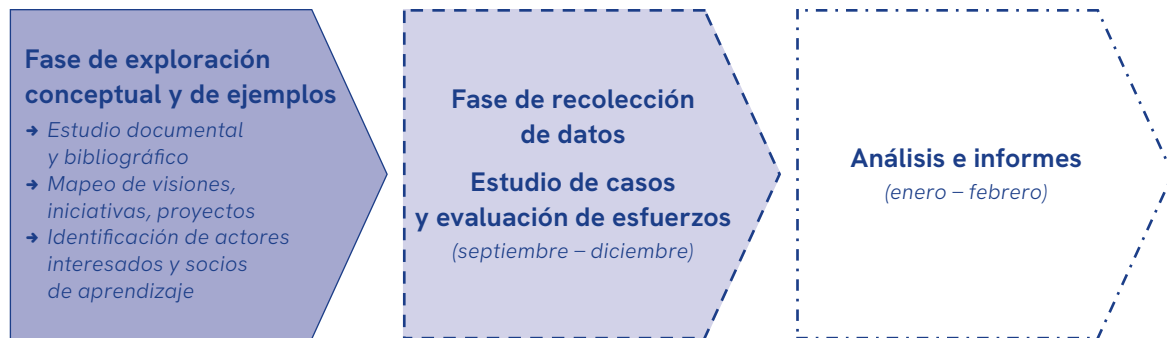 Fase de exploración
conceptual y de ejemplos
➔ Estudio documental
y bibliográfico
➔ Mapeo de visiones,
iniciativas, proyectos
➔ Identificación de actores
interesados y socios
de aprendizaje
Fase de recolección
de datos
Estudio de casos
y evaluación de esfuerzos
(septiembre – diciembre)
Análisis e informes
(enero – febrero)